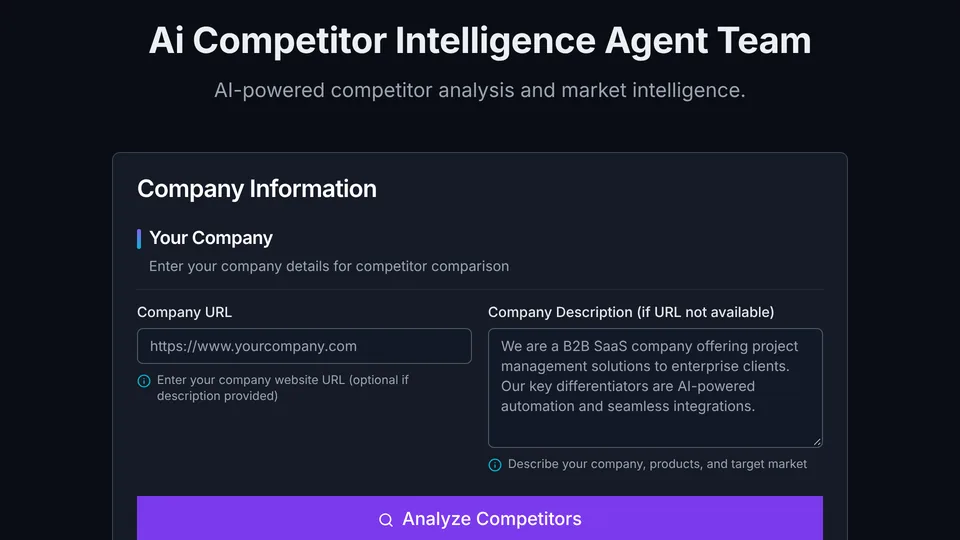 Ai Competitor Intelligence Agent Team
AI-powered competitor analysis and market intelligence.
Company Information
Your Company
Enter your company details for competitor comparison
Company URL
https://www.yourcompany.com
Enter your company website URL (optional if
description provided)
Company Description (if URL not available)
We are a B2B SaaS company offering project
management solutions to enterprise clients.
Our key differentiators are AI-powered
automation and seamless integrations.
Describe your company, products, and target market
Analyze Competitors